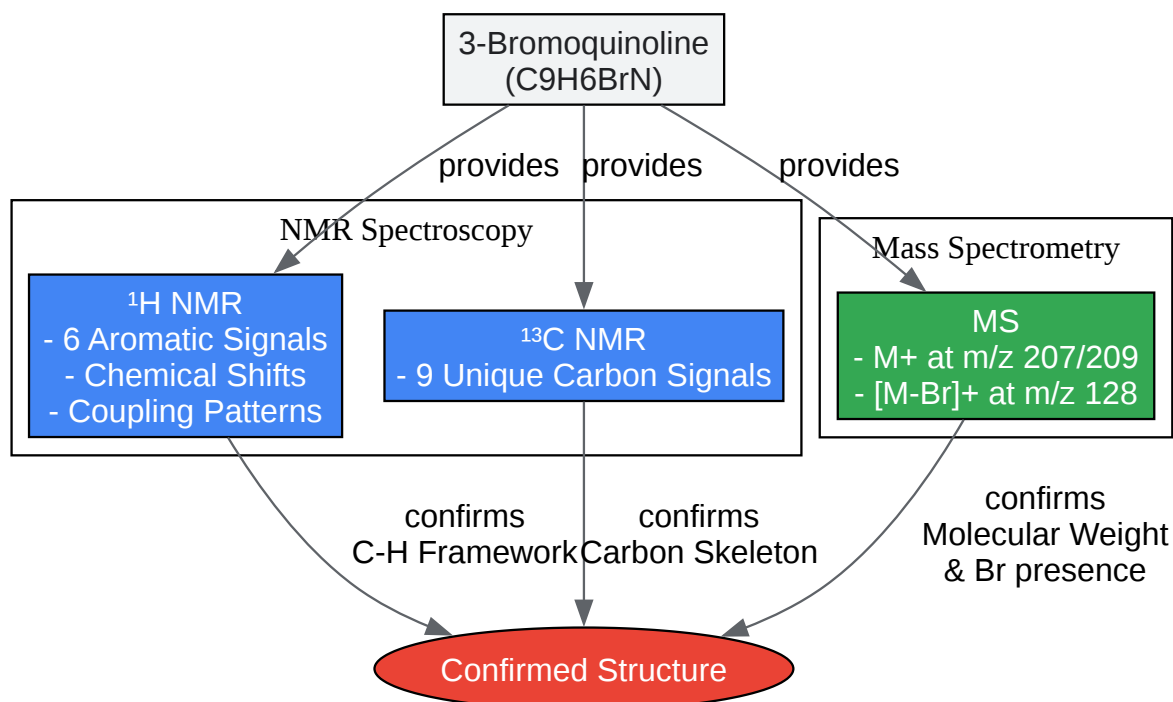 3-Bromoquinoline
(C9H6BrN)
provides
provides
provides
NMR Spectroscopy
Mass Spectrometry
¹H NMR
- 6 Aromatic Signals
- Chemical Shifts
- Coupling Patterns
¹³C NMR
- 9 Unique Carbon Signals
MS
- M+ at m/z 207/209
- [M-Br]+ at m/z 128
confirms
C-H Framework
confirms
Carbon Skeleton
confirms
Molecular Weight
& Br presence
Confirmed Structure